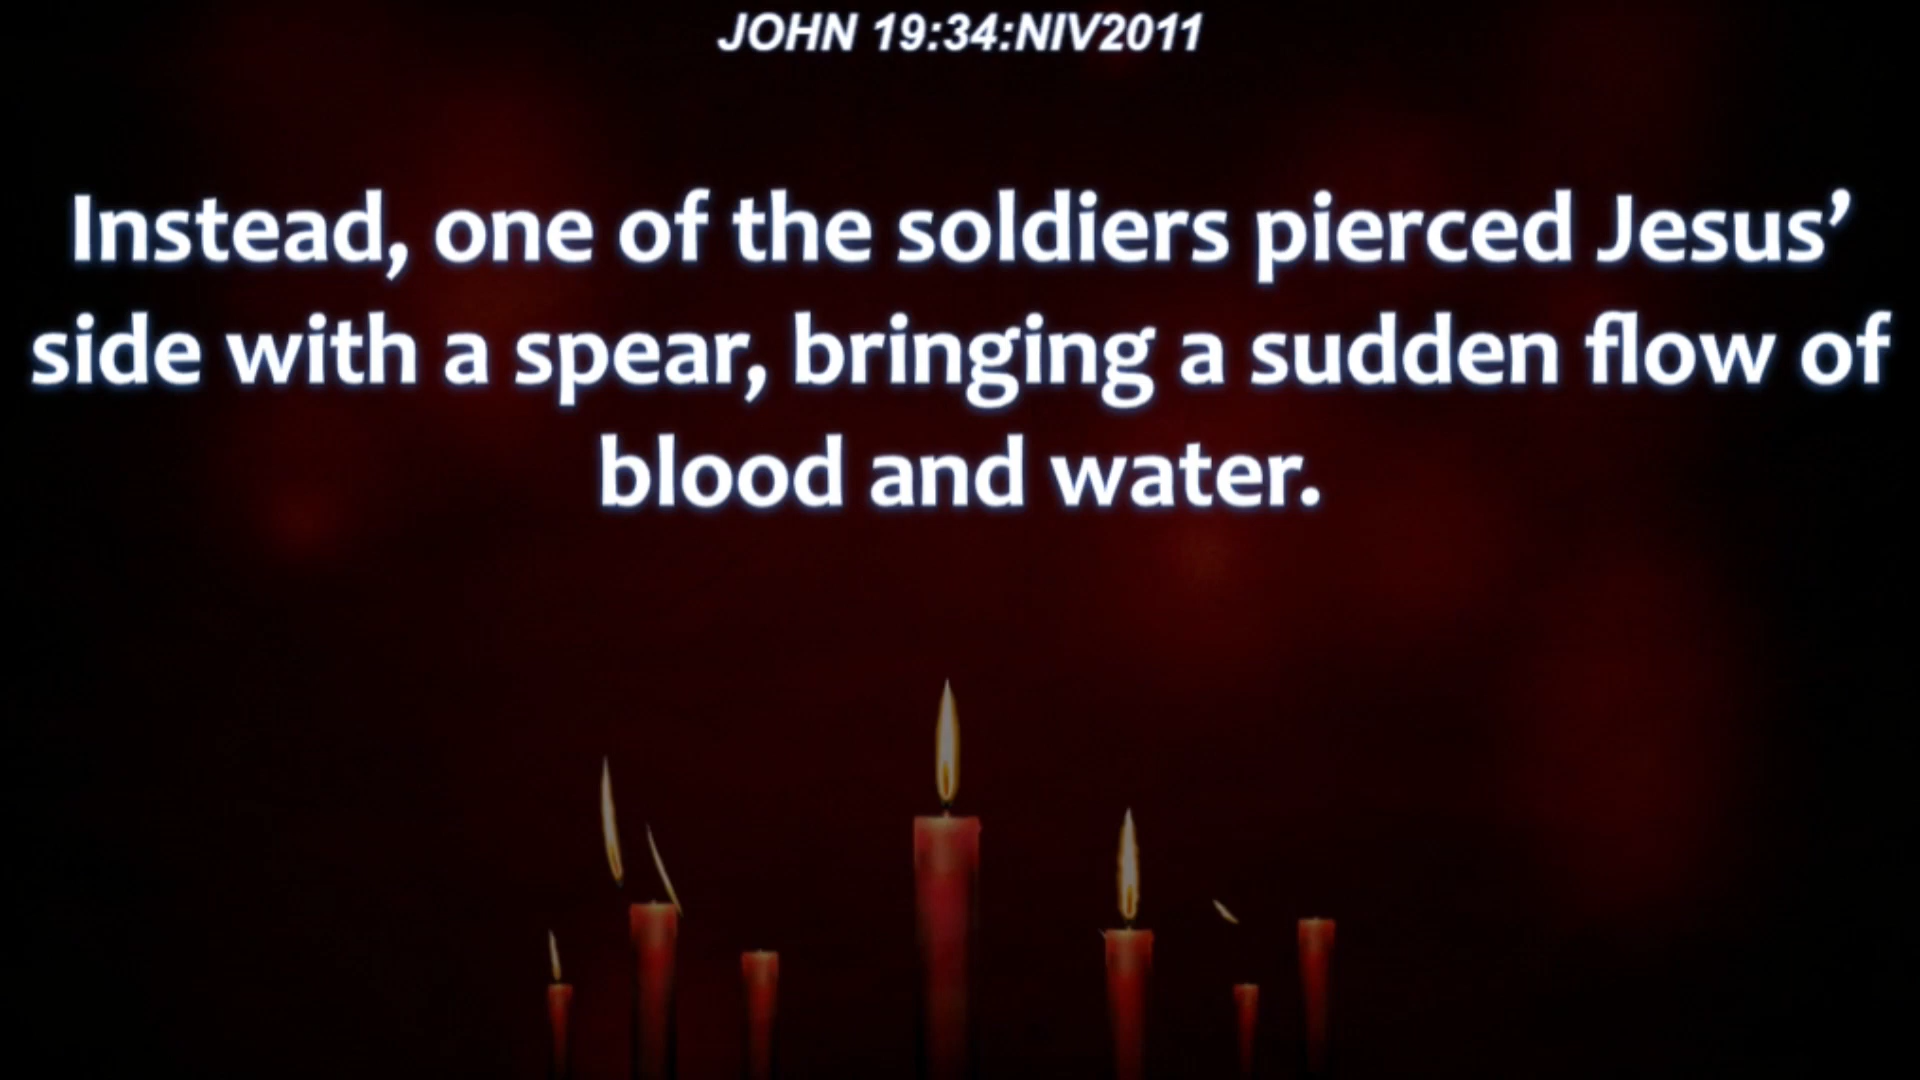 JOHN 19:34:NIV2011
Instead, one of the soldiers pierced Jesus’
side with a spear, bringing a sudden flow of
blood and water.